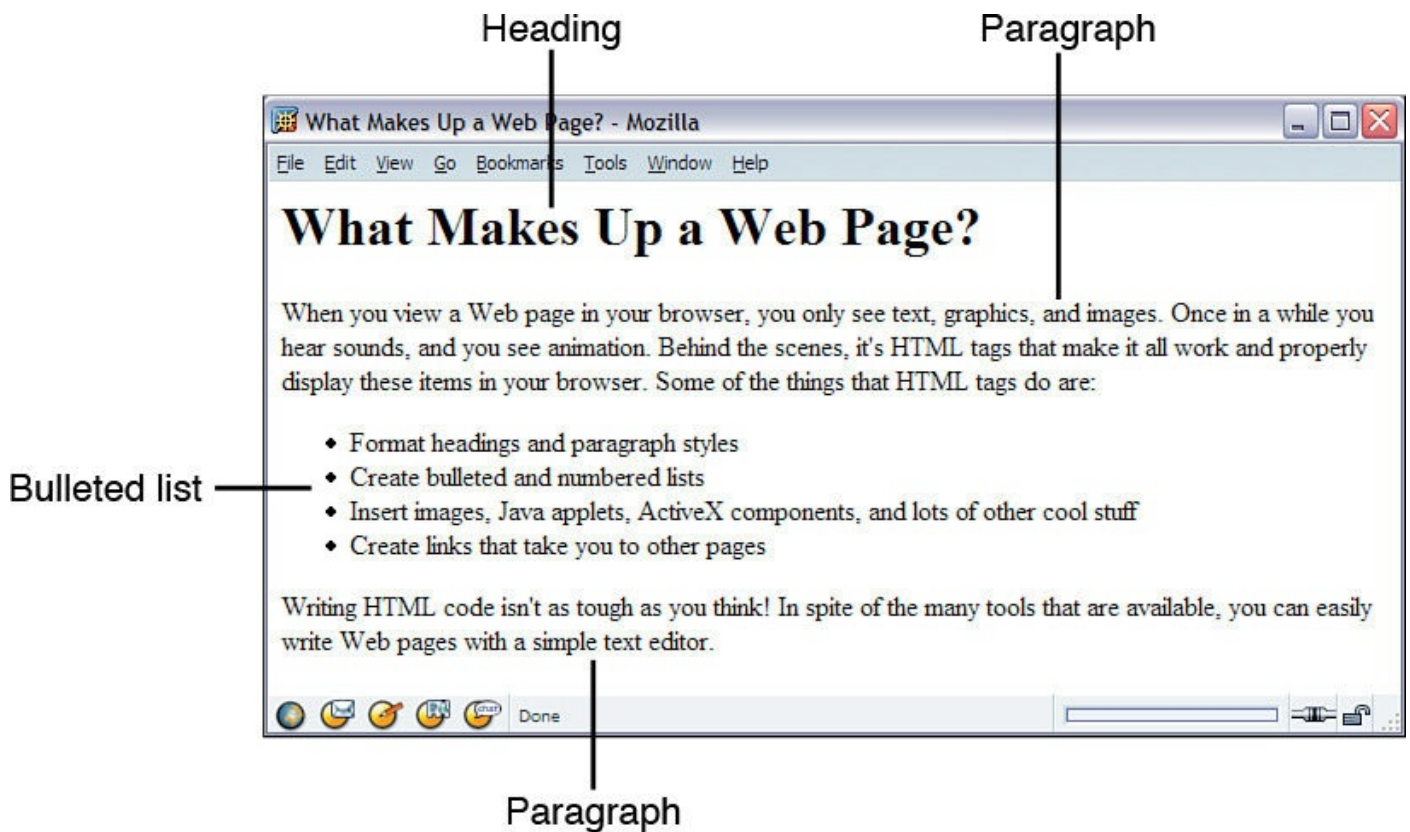 Heading
Paragraph
What Makes Up a Web Page? - Mozilla
File Edit View Go Bookmarks Tools Window Help
What Makes Up a Web Page?
When you view a Web page in your browser, you only see text, graphics, and images. Once in a while you
hear sounds, and you see animation. Behind the scenes, it's HTML tags that make it all work and properly
display these items in your browser. Some of the things that HTML tags do are:
Format headings and paragraph styles
Bulleted list
Create bulleted and numbered lists
Insert images, Java applets, ActiveX components, and lots of other cool stuff
Create links that take you to other pages
Writing HTML code isn't as tough as you think! In spite of the many tools that are available, you can easily
write Web pages with a simple text editor.
chat
Done
Paragraph